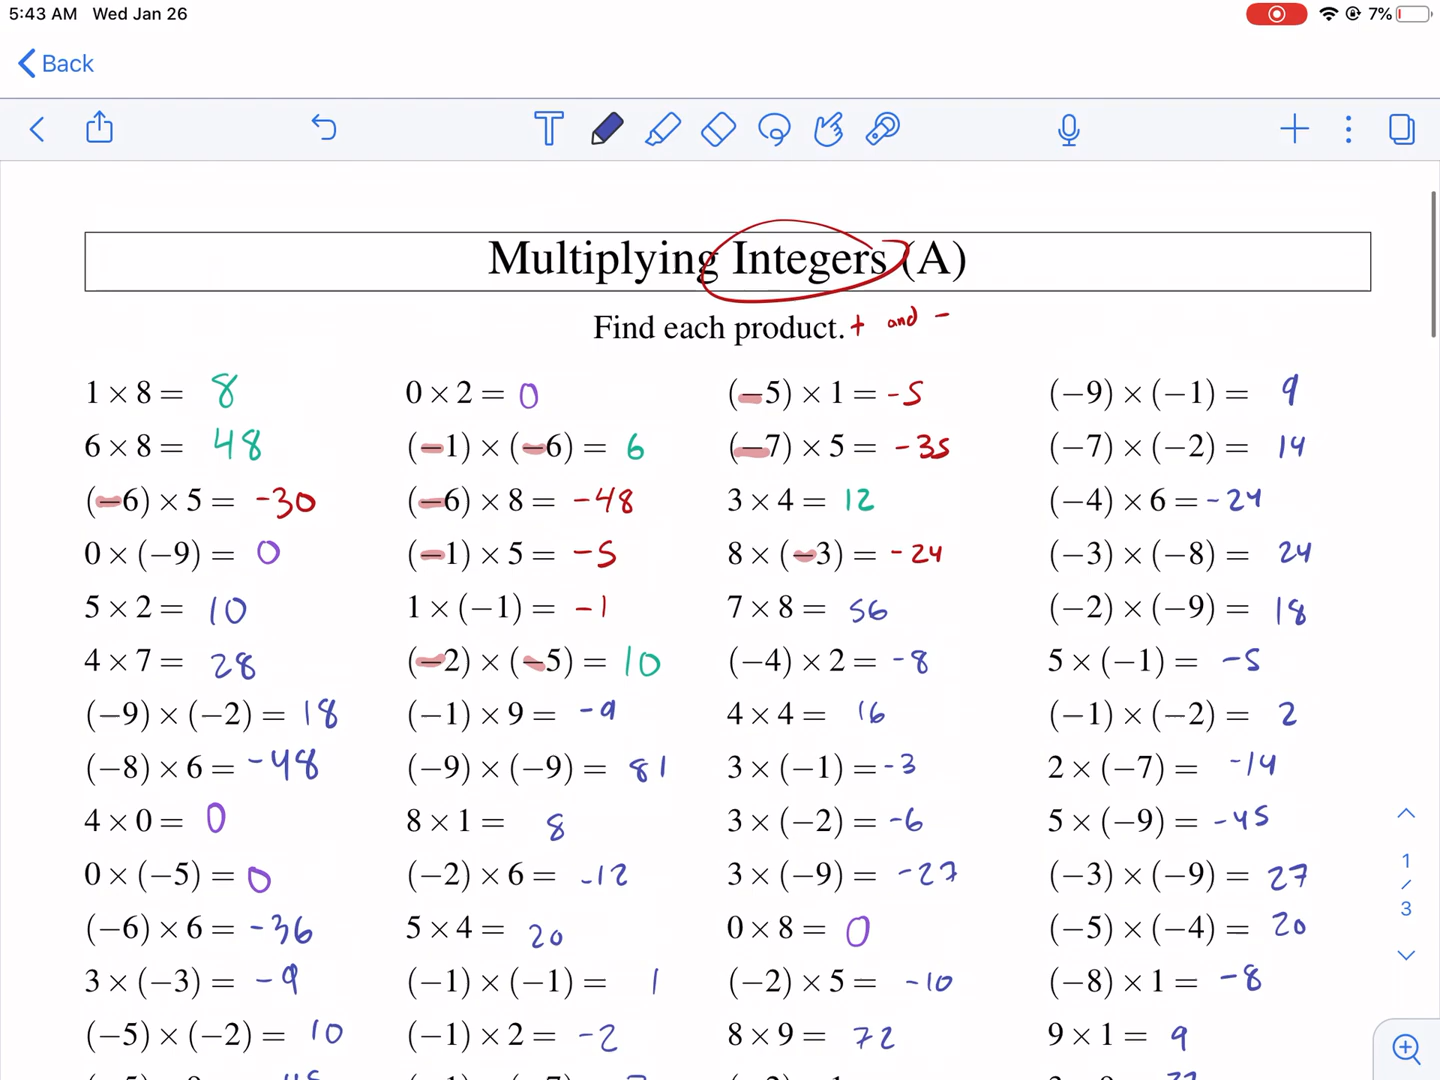 5:43 AM Wed Jan 26
7%
Back
Multiplying Integers (A)
Find each product. + and -
1 × 8 = 8
6 × 8 = 48
(−6) × 5 = -30
0 × (−9) = 0
5 × 2 = 10
4 × 7 = 28
(−9) × (−2) = 18
(−8) × 6 = -48
4 × 0 = 0
0 × (−5) = 0
(−6) × 6 = -36
3 × (−3) = -9
(−5) × (−2) = 10
0 × 2 = 0
(−1) × (−6) = 6
(−6) × 8 = -48
(−1) × 5 = -5
1 × (−1) = -1
(−2) × (−5) = 10
(−1) × 9 = -9
(−9) × (−9) = 81
8 × 1 = 8
(−2) × 6 = -12
5 × 4 = 20
(−1) × (−1) = 1
(−1) × 2 = -2
(−5) × 1 = -5
(−7) × 5 = -35
3 × 4 = 12
8 × (−3) = -24
7 × 8 = 56
(−4) × 2 = -8
4 × 4 = 16
3 × (−1) = -3
3 × (−2) = -6
3 × (−9) = -27
0 × 8 = 0
(−2) × 5 = -10
8 × 9 = 72
(−9) × (−1) = 9
(−7) × (−2) = 14
(−4) × 6 = -24
(−3) × (−8) = 24
(−2) × (−9) = 18
5 × (−1) = -5
(−1) × (−2) = 2
2 × (−7) = -14
5 × (−9) = -45
(−3) × (−9) = 27
(−5) × (−4) = 20
(−8) × 1 = -8
9 × 1 = 9
1
/
3